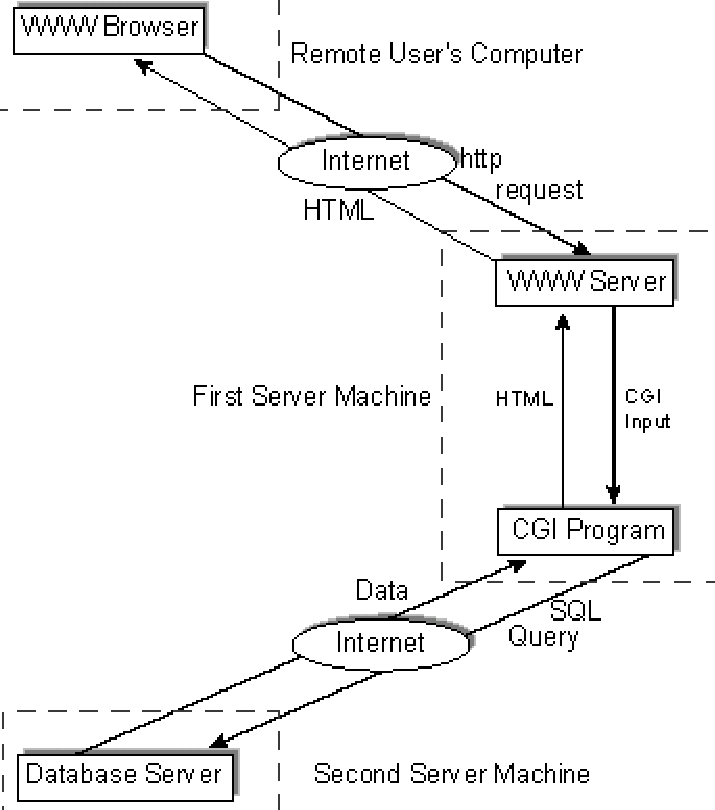 WWW Browser
Remote User's Computer
Internet
http
request
HTML
WWW Server
First Server Machine
HTML
CGI
Input
CGI Program
Data
SQL
Query
Internet
Database Server
Second Server Machine